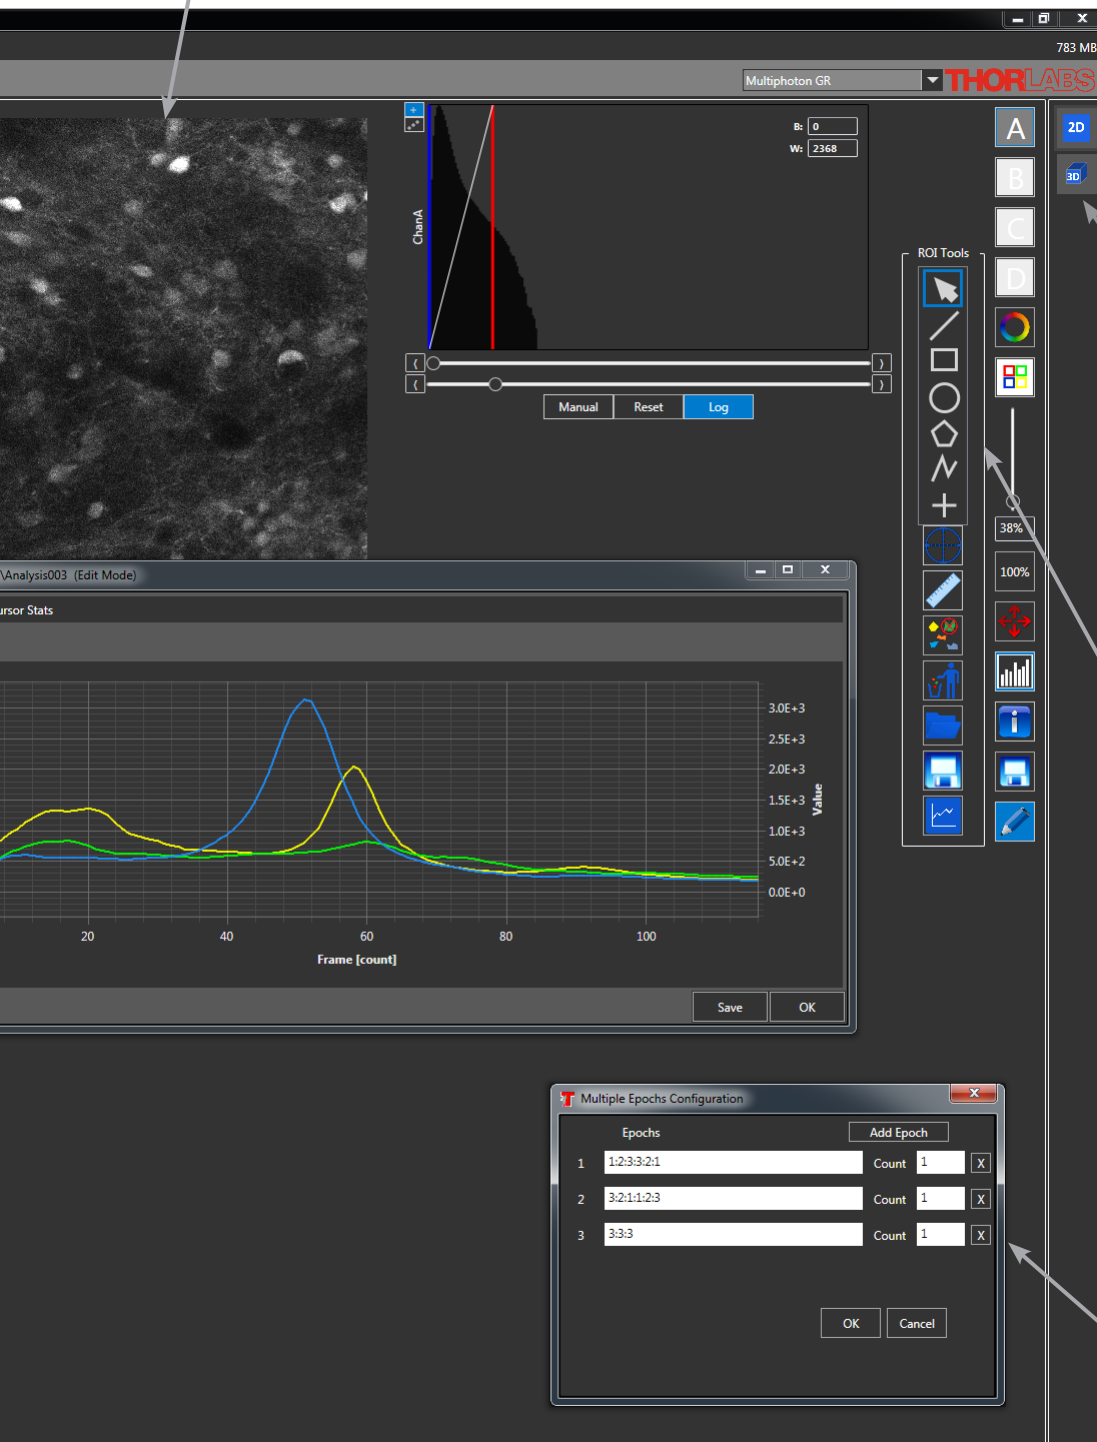 783 MB
Multiphoton GR
THORLABS
B: 0
W: 2368
ChanA
A
B
C
D
2D
3D
ROI Tools
Manual Reset Log
38%
100%
\Analysis003 (Edit Mode)
ursor Stats
3.0E+3
2.5E+3
2.0E+3
1.5E+3
1.0E+3
5.0E+2
0.0E+0
Value
20 40 60 80 100
Frame [count]
Save OK
Multiple Epochs Configuration
Epochs Add Epoch
1 1:2:3:3:2:1 Count 1 X
2 3:2:1:1:2:3 Count 1 X
3 3:3:3 Count 1 X
OK Cancel